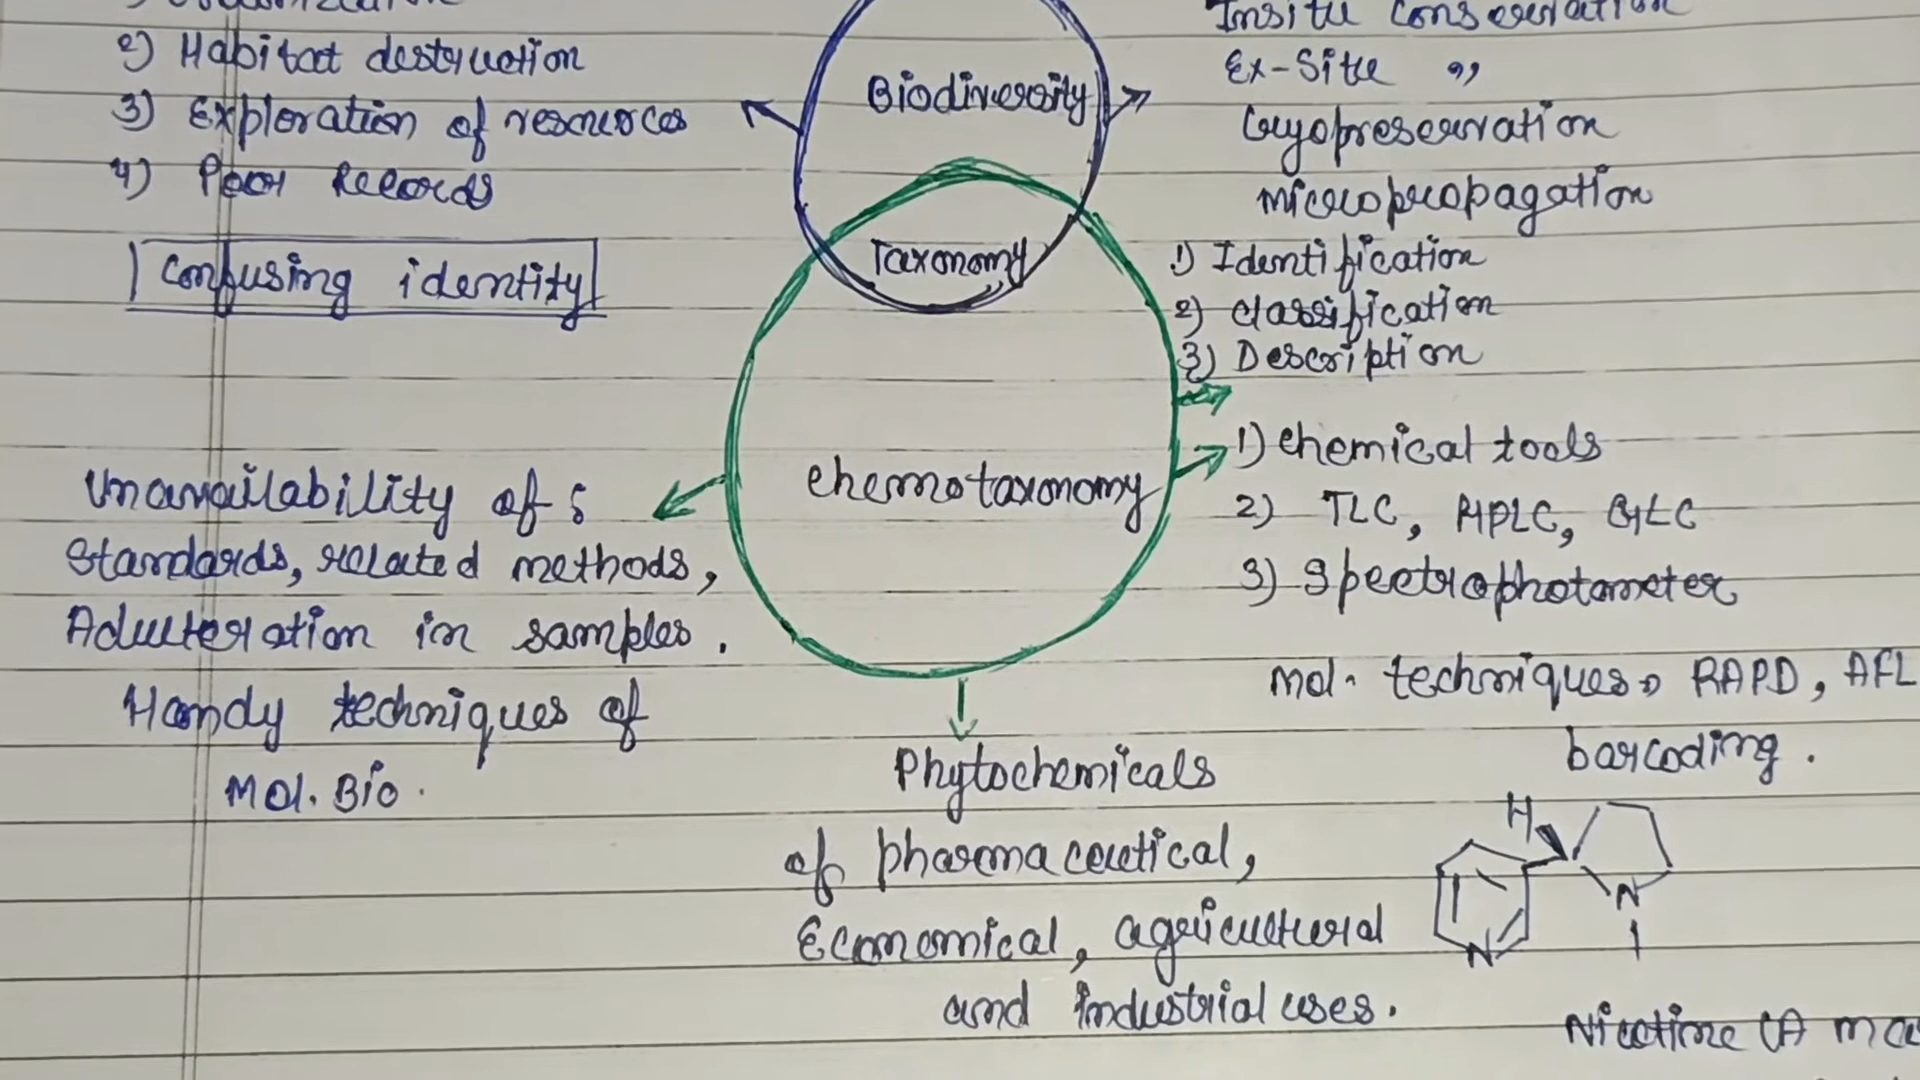 2) Habitat destruction
3) Exploration of resources
4) Poor Records
Confusing identity
Biodiversity
Taxonomy
Insitu Conservation
Ex-Situ "
Cryopreservation
micropropagation
1) Identification
2) classification
3) Description
chemotaxonomy
1) chemical tools
2) TLC, HPLC, GLC
3) Spectrophotometer
mol. techniques, RAPD, AFL
barcoding.
Unavailability of
Standards, related methods,
Adulteration in samples.
Handy techniques of
Mol. Bio.
Phytochemicals
of pharmaceutical,
Economical, agricultural
and industrial uses.
H
N
N
Nicotine (A ma